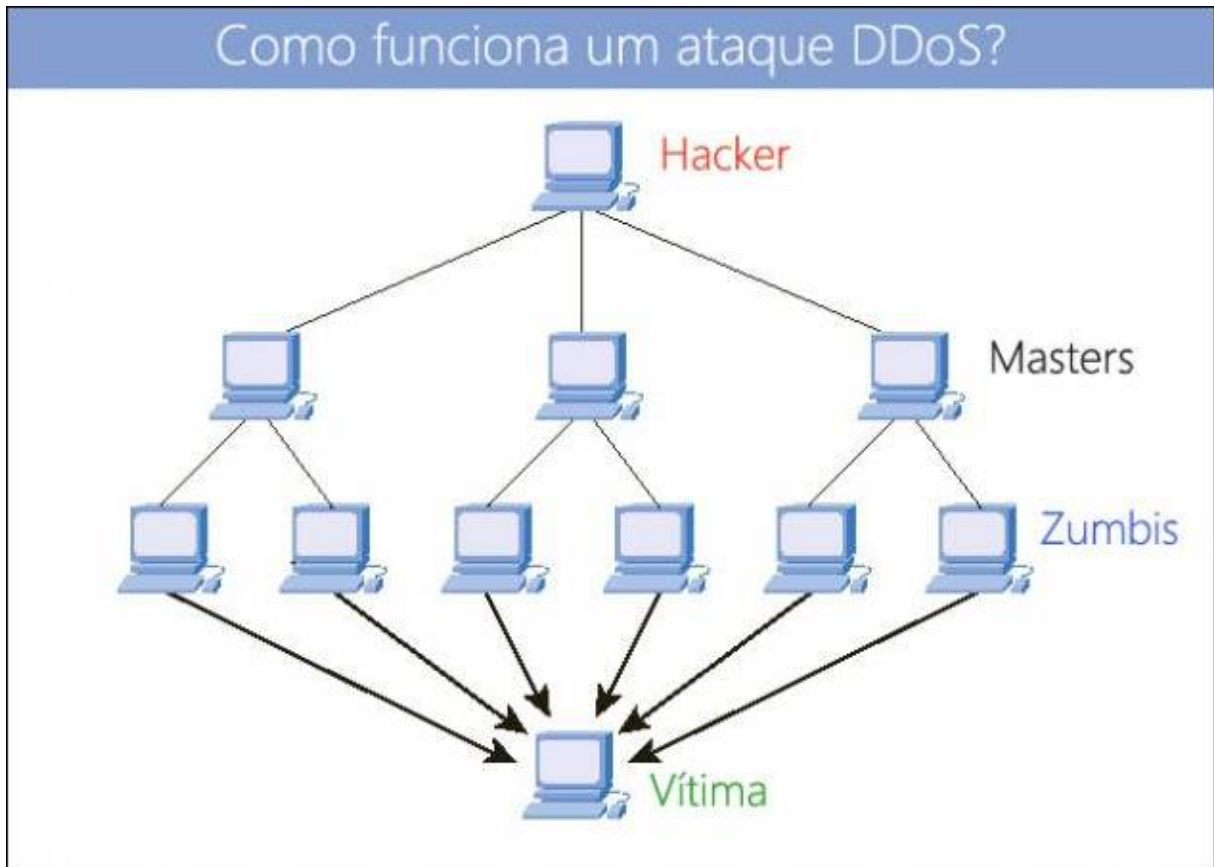 Como funciona um ataque DDoS?
Hacker
Masters
Zumbis
Vítima